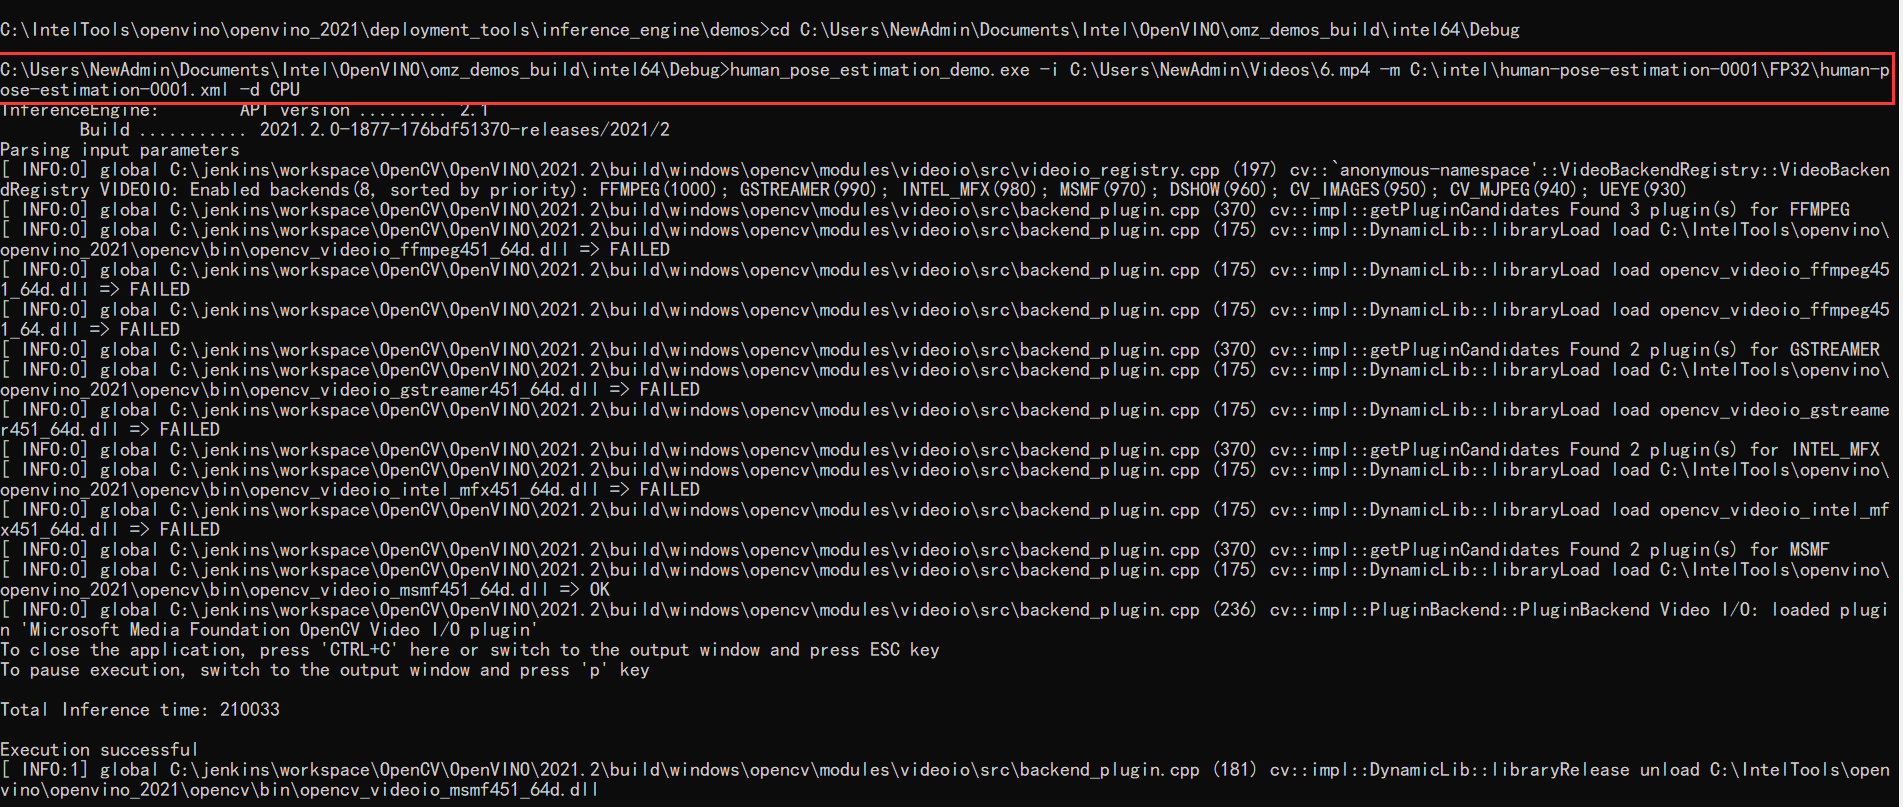 C:\IntelTools\openvino\openvino_2021\deployment_tools\inference_engine\demos>cd C:\Users\NewAdmin\Documents\Intel\OpenVINO\omz_demos_build\intel64\Debug
C:\Users\NewAdmin\Documents\Intel\OpenVINO\omz_demos_build\intel64\Debug>human_pose_estimation_demo.exe -i C:\Users\NewAdmin\Videos\6.mp4 -m C:\intel\human-pose-estimation-0001\FP32\human-p
ose-estimation-0001.xml -d CPU
InferenceEngine:        API version ......... 2.1
        Build ........... 2021.2.0-1877-176bdf51370-releases/2021/2
Parsing input parameters
[ INFO:0] global C:\jenkins\workspace\OpenCV\OpenVINO\2021.2\build\windows\opencv\modules\videoio\src\videoio_registry.cpp (197) cv::`anonymous-namespace'::VideoBackendRegistry::VideoBacken
dRegistry VIDEOIO: Enabled backends(8, sorted by priority): FFMPEG(1000); GSTREAMER(990); INTEL_MFX(980); MSMF(970); DSHOW(960); CV_IMAGES(950); CV_MJPEG(940); UEYE(930)
[ INFO:0] global C:\jenkins\workspace\OpenCV\OpenVINO\2021.2\build\windows\opencv\modules\videoio\src\backend_plugin.cpp (370) cv::impl::getPluginCandidates Found 3 plugin(s) for FFMPEG
[ INFO:0] global C:\jenkins\workspace\OpenCV\OpenVINO\2021.2\build\windows\opencv\modules\videoio\src\backend_plugin.cpp (175) cv::impl::DynamicLib::libraryLoad load C:\IntelTools\openvino\
openvino_2021\opencv\bin\opencv_videoio_ffmpeg451_64d.dll => FAILED
[ INFO:0] global C:\jenkins\workspace\OpenCV\OpenVINO\2021.2\build\windows\opencv\modules\videoio\src\backend_plugin.cpp (175) cv::impl::DynamicLib::libraryLoad load opencv_videoio_ffmpeg45
1_64d.dll => FAILED
[ INFO:0] global C:\jenkins\workspace\OpenCV\OpenVINO\2021.2\build\windows\opencv\modules\videoio\src\backend_plugin.cpp (175) cv::impl::DynamicLib::libraryLoad load opencv_videoio_ffmpeg45
1_64.dll => FAILED
[ INFO:0] global C:\jenkins\workspace\OpenCV\OpenVINO\2021.2\build\windows\opencv\modules\videoio\src\backend_plugin.cpp (370) cv::impl::getPluginCandidates Found 2 plugin(s) for GSTREAMER
[ INFO:0] global C:\jenkins\workspace\OpenCV\OpenVINO\2021.2\build\windows\opencv\modules\videoio\src\backend_plugin.cpp (175) cv::impl::DynamicLib::libraryLoad load C:\IntelTools\openvino\
openvino_2021\opencv\bin\opencv_videoio_gstreamer451_64d.dll => FAILED
[ INFO:0] global C:\jenkins\workspace\OpenCV\OpenVINO\2021.2\build\windows\opencv\modules\videoio\src\backend_plugin.cpp (175) cv::impl::DynamicLib::libraryLoad load opencv_videoio_gstreame
r451_64d.dll => FAILED
[ INFO:0] global C:\jenkins\workspace\OpenCV\OpenVINO\2021.2\build\windows\opencv\modules\videoio\src\backend_plugin.cpp (370) cv::impl::getPluginCandidates Found 2 plugin(s) for INTEL_MFX
[ INFO:0] global C:\jenkins\workspace\OpenCV\OpenVINO\2021.2\build\windows\opencv\modules\videoio\src\backend_plugin.cpp (175) cv::impl::DynamicLib::libraryLoad load C:\IntelTools\openvino\
openvino_2021\opencv\bin\opencv_videoio_intel_mfx451_64d.dll => FAILED
[ INFO:0] global C:\jenkins\workspace\OpenCV\OpenVINO\2021.2\build\windows\opencv\modules\videoio\src\backend_plugin.cpp (175) cv::impl::DynamicLib::libraryLoad load opencv_videoio_intel_mf
x451_64d.dll => FAILED
[ INFO:0] global C:\jenkins\workspace\OpenCV\OpenVINO\2021.2\build\windows\opencv\modules\videoio\src\backend_plugin.cpp (370) cv::impl::getPluginCandidates Found 2 plugin(s) for MSMF
[ INFO:0] global C:\jenkins\workspace\OpenCV\OpenVINO\2021.2\build\windows\opencv\modules\videoio\src\backend_plugin.cpp (175) cv::impl::DynamicLib::libraryLoad load C:\IntelTools\openvino\
openvino_2021\opencv\bin\opencv_videoio_msmf451_64d.dll => OK
[ INFO:0] global C:\jenkins\workspace\OpenCV\OpenVINO\2021.2\build\windows\opencv\modules\videoio\src\backend_plugin.cpp (236) cv::impl::PluginBackend::PluginBackend Video I/O: loaded plugi
n 'Microsoft Media Foundation OpenCV Video I/O plugin'
To close the application, press 'CTRL+C' here or switch to the output window and press ESC key
To pause execution, switch to the output window and press 'p' key
Total Inference time: 210033
Execution successful
[ INFO:1] global C:\jenkins\workspace\OpenCV\OpenVINO\2021.2\build\windows\opencv\modules\videoio\src\backend_plugin.cpp (181) cv::impl::DynamicLib::libraryRelease unload C:\IntelTools\open
vino\openvino_2021\opencv\bin\opencv_videoio_msmf451_64d.dll